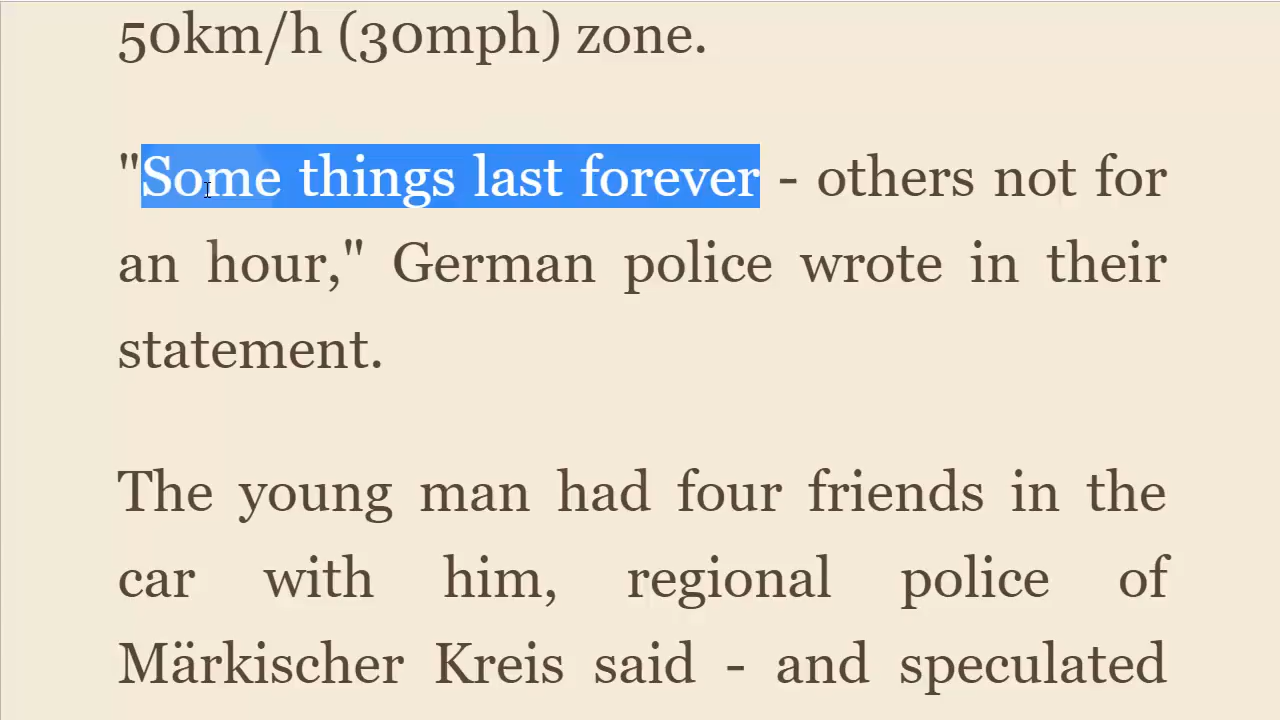 50km/h (30mph) zone.
"Some things last forever - others not for
an hour," German police wrote in their
statement.
The young man had four friends in the
car with him, regional police of
Märkischer Kreis said - and speculated